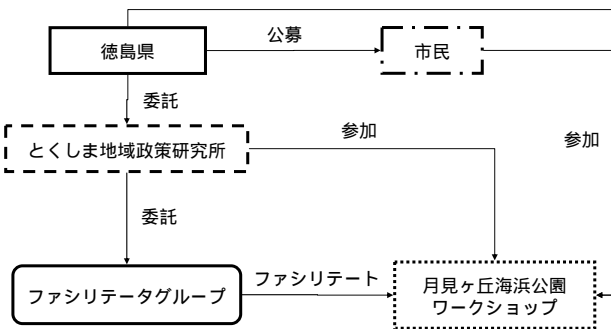 公募
徳島県
市民
委託
参加
参加
とくしま地域政策研究所
委託
ファシリテート
ファシリテータグループ
月見ヶ丘海浜公園
ワークショップ